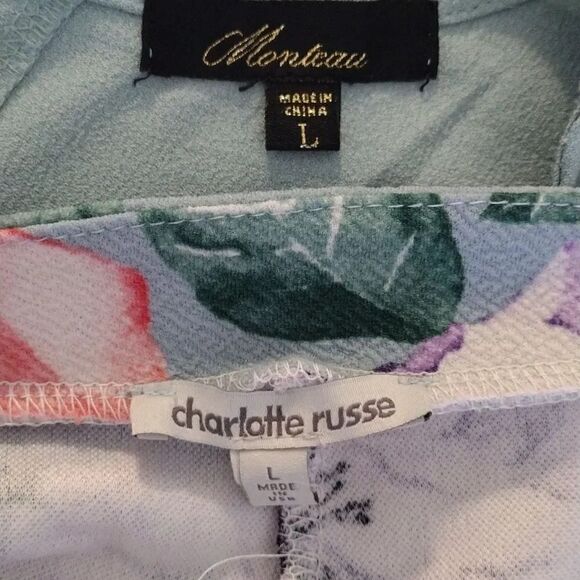 Monteau
MADE IN
CHINA
L
charlotte russe
L
MADE
IN
USA